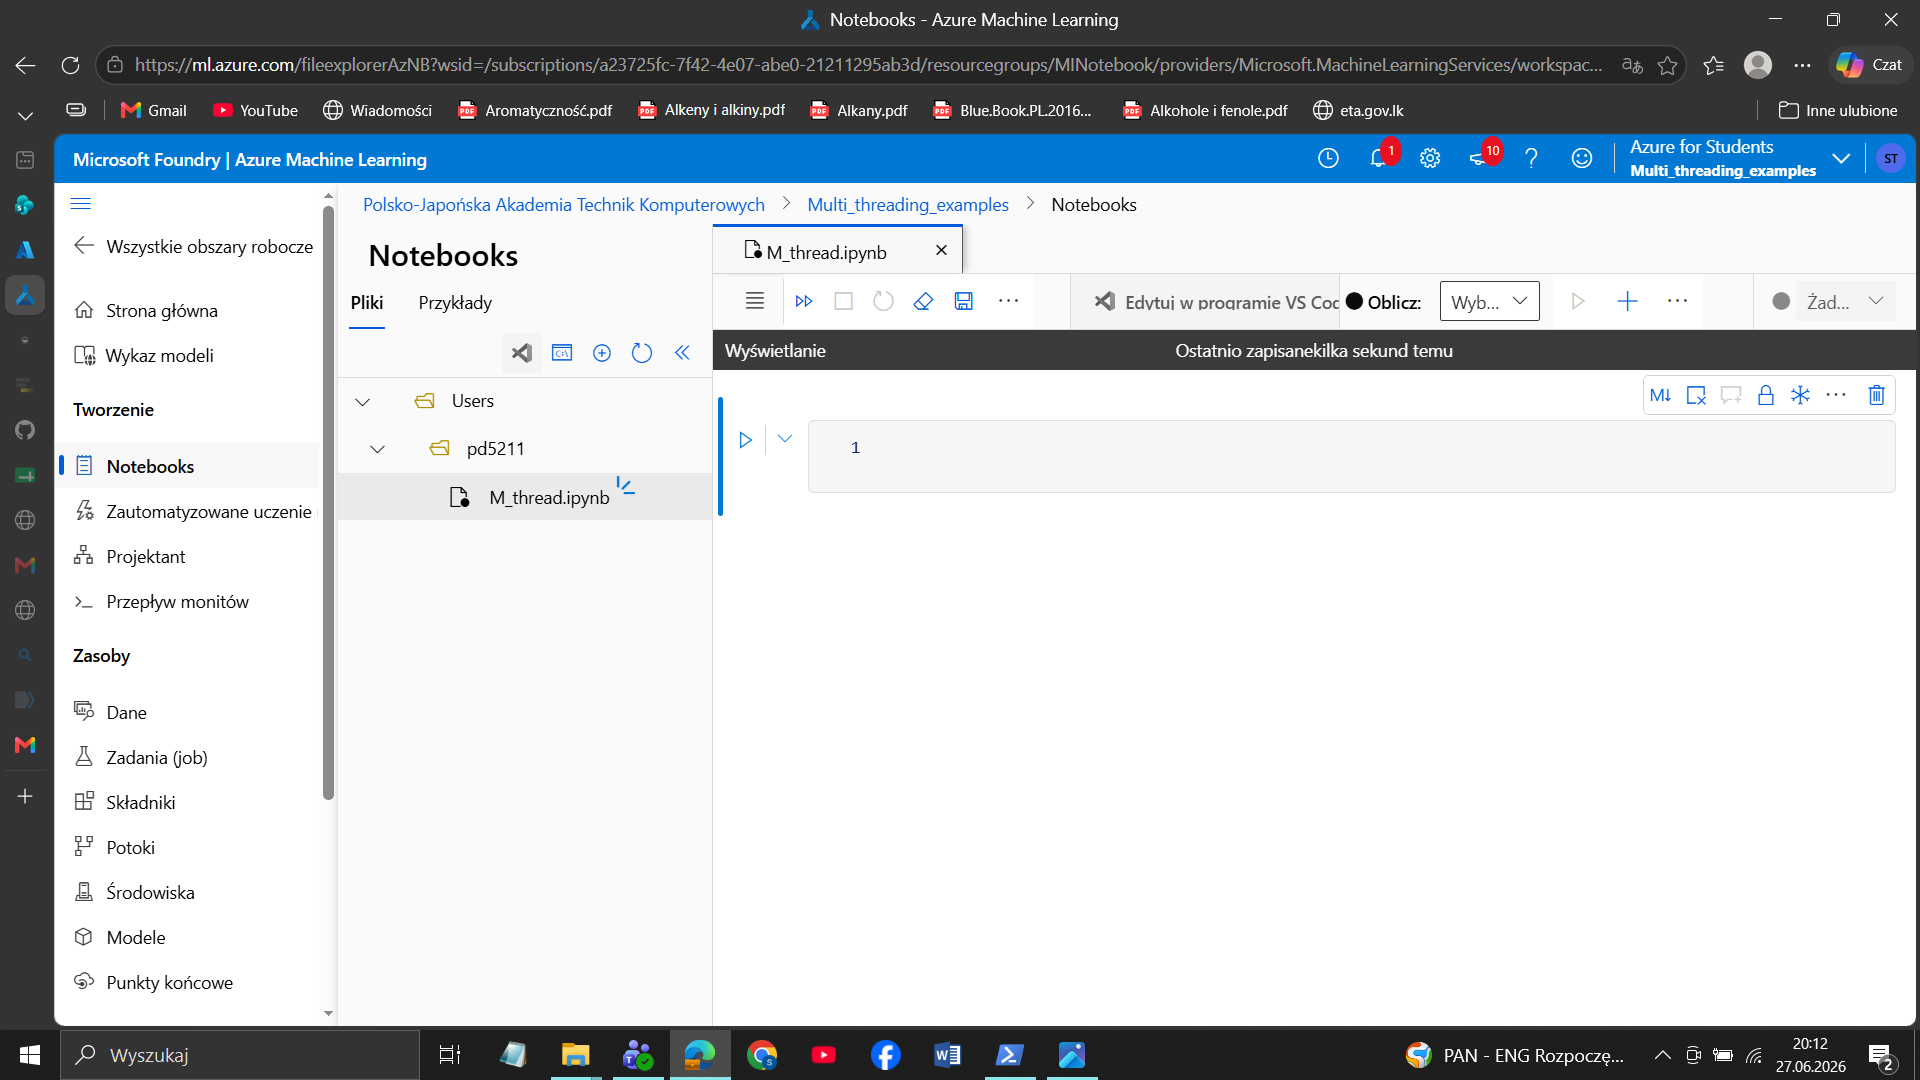 Notebooks - Azure Machine Learning
https://ml.azure.com/fileexplorerAzNB?wsid=/subscriptions/a23725fc-7f42-4e07-abe0-21211295ab3d/resourcegroups/MINotebook/providers/Microsoft.MachineLearningServices/workspac...
Czat
Gmail
YouTube
Wiadomości
Aromatyczność.pdf
Alkeny i alkiny.pdf
Alkany.pdf
Blue.Book.PL.2016...
Alkohole i fenole.pdf
eta.gov.lk
Inne ulubione
Microsoft Foundry | Azure Machine Learning
1
10
Azure for Students
Multi_threading_examples
ST
Wszystkie obszary robocze
Strona główna
Wykaz modeli
Tworzenie
Notebooks
Zautomatyzowane uczenie
Projektant
Przepływ monitów
Zasoby
Dane
Zadania (job)
Składniki
Potoki
Środowiska
Modele
Punkty końcowe
Polsko-Japońska Akademia Technik Komputerowych > Multi_threading_examples > Notebooks
Notebooks
Pliki
Przykłady
Users
pd5211
M_thread.ipynb
M_thread.ipynb
Edytuj w programie VS Cod
Oblicz:
Wyb...
Żad...
Wyświetlanie
Ostatnio zapisanekilka sekund temu
M↓
1
Wyszukaj
PAN - ENG Rozpoczę...
20:12
27.06.2026
2